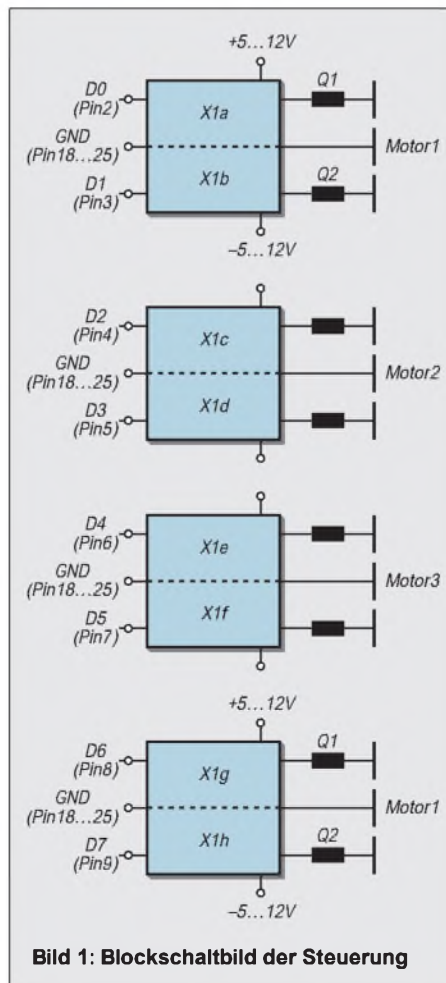 +5...12V
D0
(Pin2)
X1a
Q1
GND
(Pin18...25)
Motor1
D1
(Pin3)
X1b
Q2
–5...12V
D2
(Pin4)
X1c
GND
(Pin18...25)
Motor2
D3
(Pin5)
X1d
D4
(Pin6)
X1e
GND
(Pin18...25)
Motor3
D5
(Pin7)
X1f
+5...12V
D6
(Pin8)
X1g
Q1
GND
(Pin18...25)
Motor1
D7
(Pin9)
X1h
Q2
–5...12V
Bild 1: Blockschaltbild der Steuerung